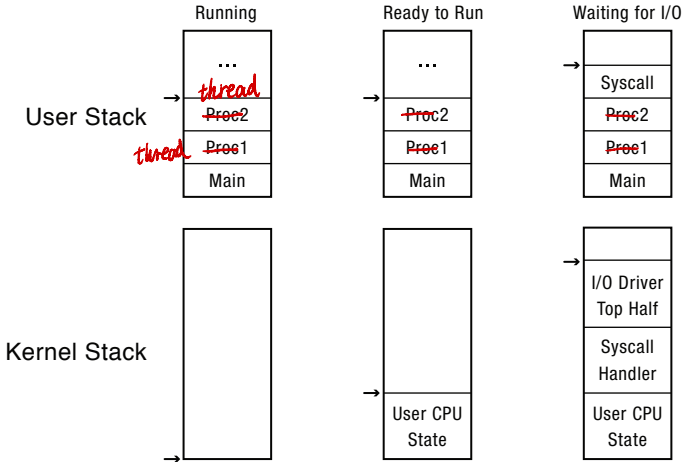 Running Ready to Run Waiting for I/O
... ...
thread Syscall
User Stack Proc2 Proc2 Proc2
thread Proc1 Proc1 Proc1
Main Main Main
I/O Driver
Top Half
Kernel Stack Syscall
Handler
User CPU User CPU
State State